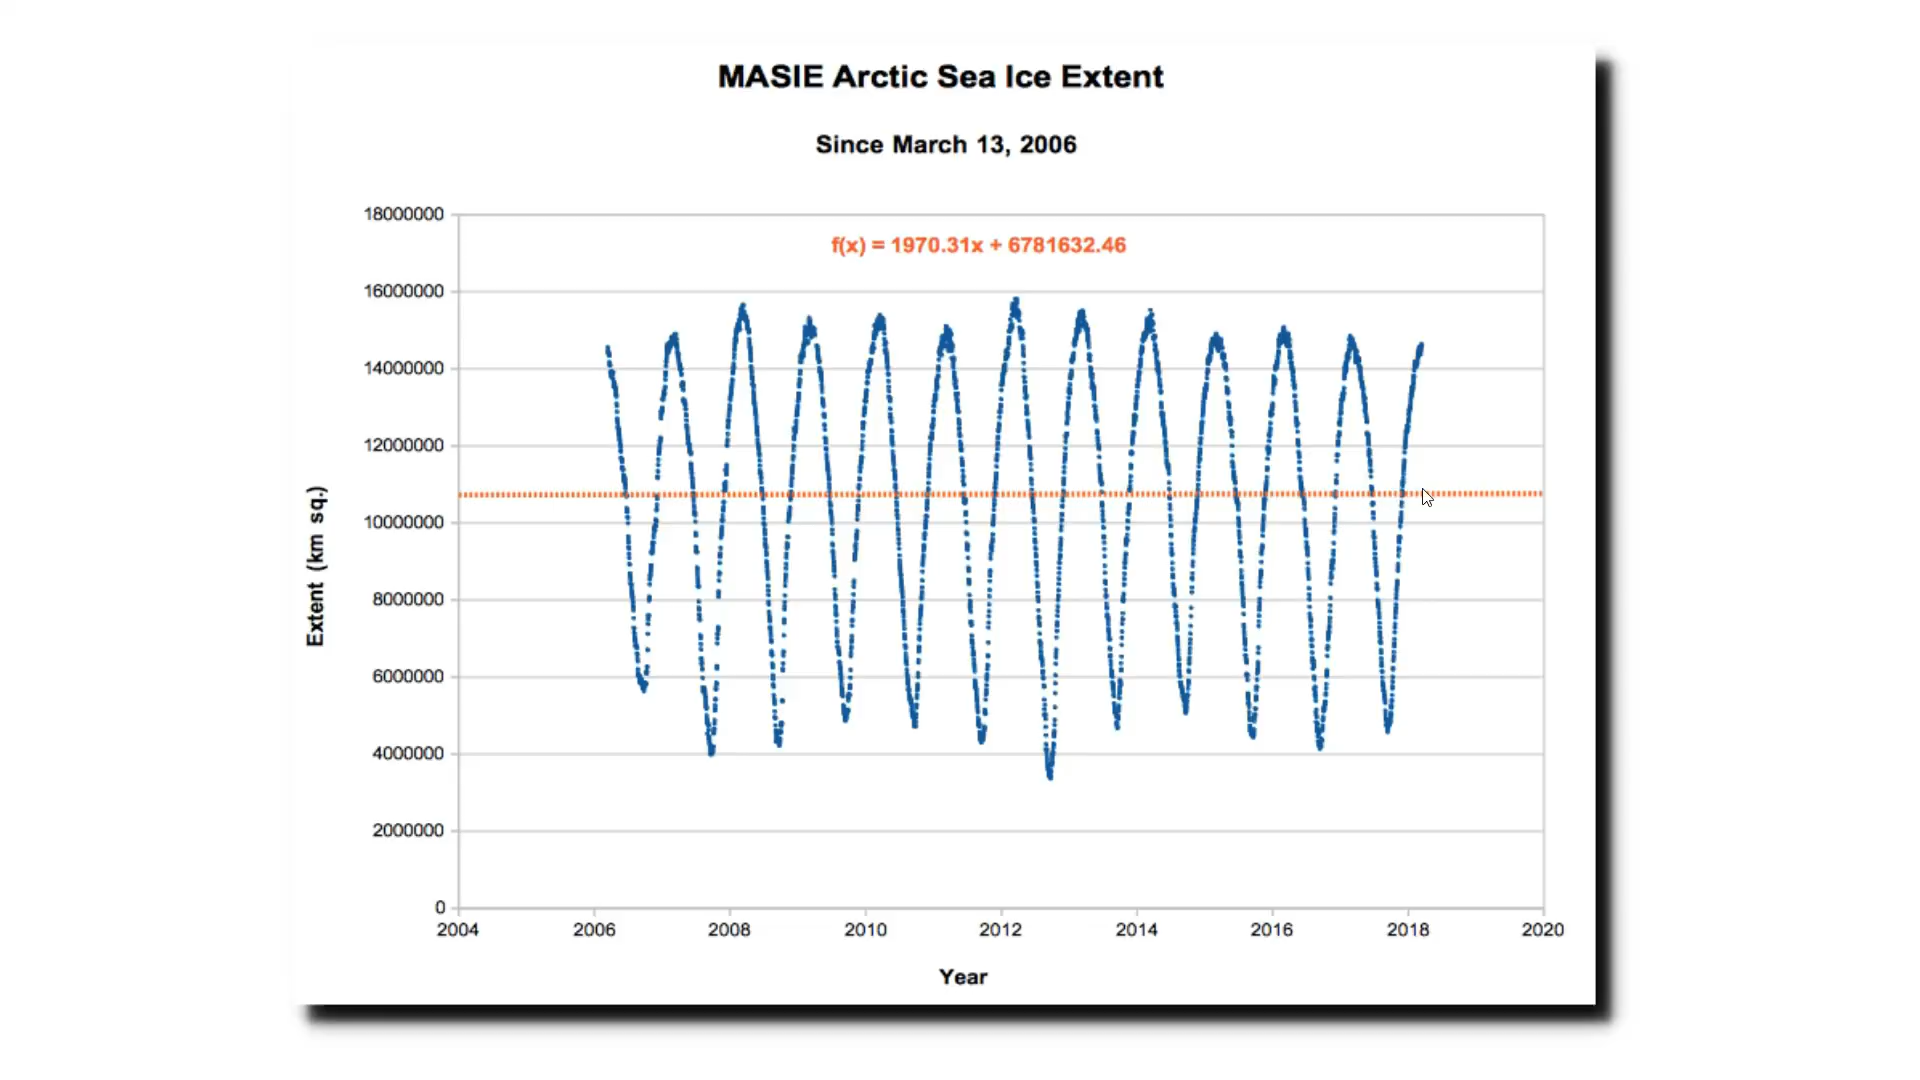 MASIE Arctic Sea Ice Extent
Since March 13, 2006
f(x) = 1970.31x + 6781632.46
18000000
16000000
14000000
12000000
10000000
8000000
6000000
4000000
2000000
0
Extent (km sq.)
2004 2006 2008 2010 2012 2014 2016 2018 2020
Year